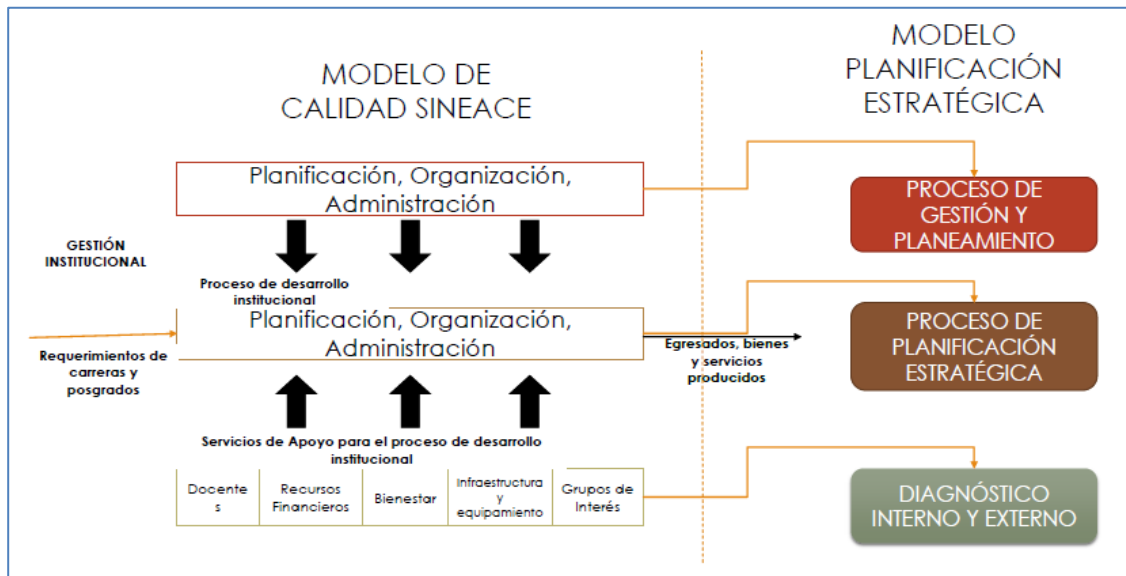 MODELO DE
CALIDAD SINEACE
MODELO
PLANIFICACIÓN
ESTRATÉGICA
Planificación, Organización,
Administración
PROCESO DE
GESTIÓN Y
PLANEAMIENTO
GESTIÓN
INSTITUCIONAL
Proceso de desarrollo
institucional
Planificación, Organización,
Administración
Requerimientos de
carreras y
posgrados
Egresados, bienes
y servicios
producidos
PROCESO DE
PLANIFICACIÓN
ESTRATÉGICA
Servicios de Apoyo para el proceso de desarrollo
institucional
Docente
s
Recursos
Financieros
Bienestar
Infraestructura
y
equipamiento
Grupos de
Interés
DIAGNÓSTICO
INTERNO Y EXTERNO